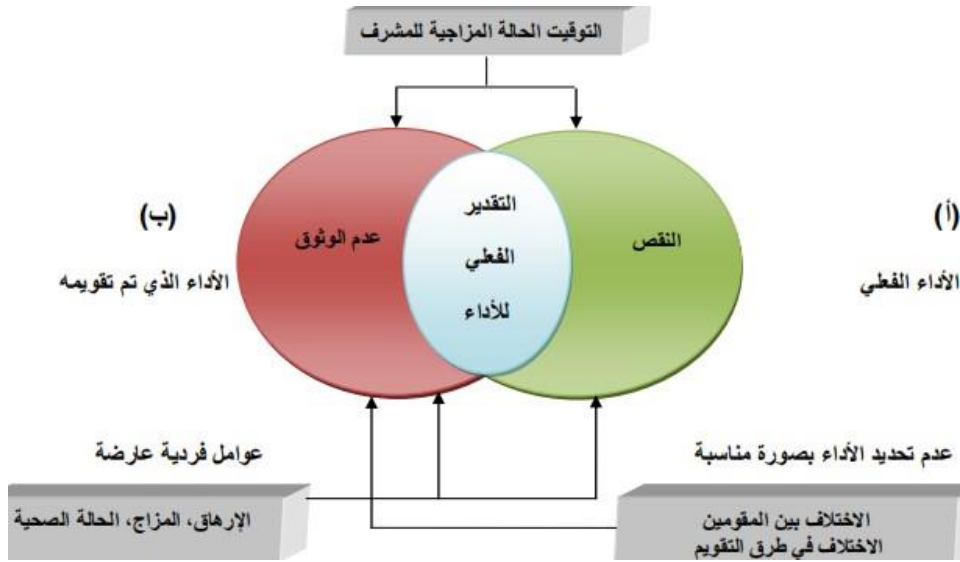 التوقيت الحالة المزاجية للمشرف
(أ)
الأداء الفعلي
النقص
التقدير
الفعلي
للأداء
عدم الوثوق
(ب)
الأداء الذي تم تقويمه
عدم تحديد الأداء بصورة مناسبة
الاختلاف بين المقومين
الاختلاف في طرق التقويم
عوامل فردية عارضة
الإرهاق، المزاج، الحالة الصحية